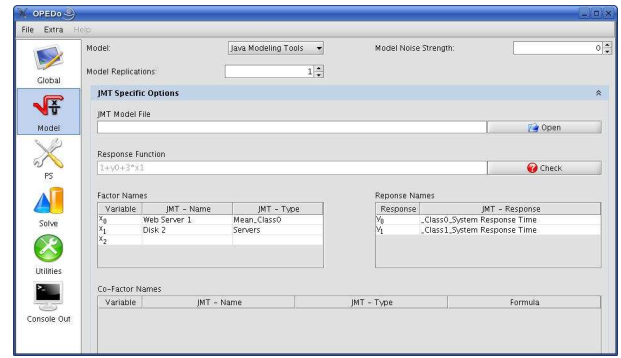 OPEDo
File Extra Help
Global
Model
PS
Solve
Utilities
Console Out
Model: Java Modeling Tools Model Noise Strength: 0
Model Replications: 1
JMT Specific Options
JMT Model File
Open
Response Function
1+y0+3*x1 Check
Factor Names
Variable JMT - Name JMT - Type
x0 Web Server 1 Mean_Class0
x1 Disk 2 Servers
x2
Reponse Names
Response JMT - Response
y0 _Class0_System Response Time
y1 _Class1_System Response Time
Co-Factor Names
Variable JMT - Name JMT - Type Formula